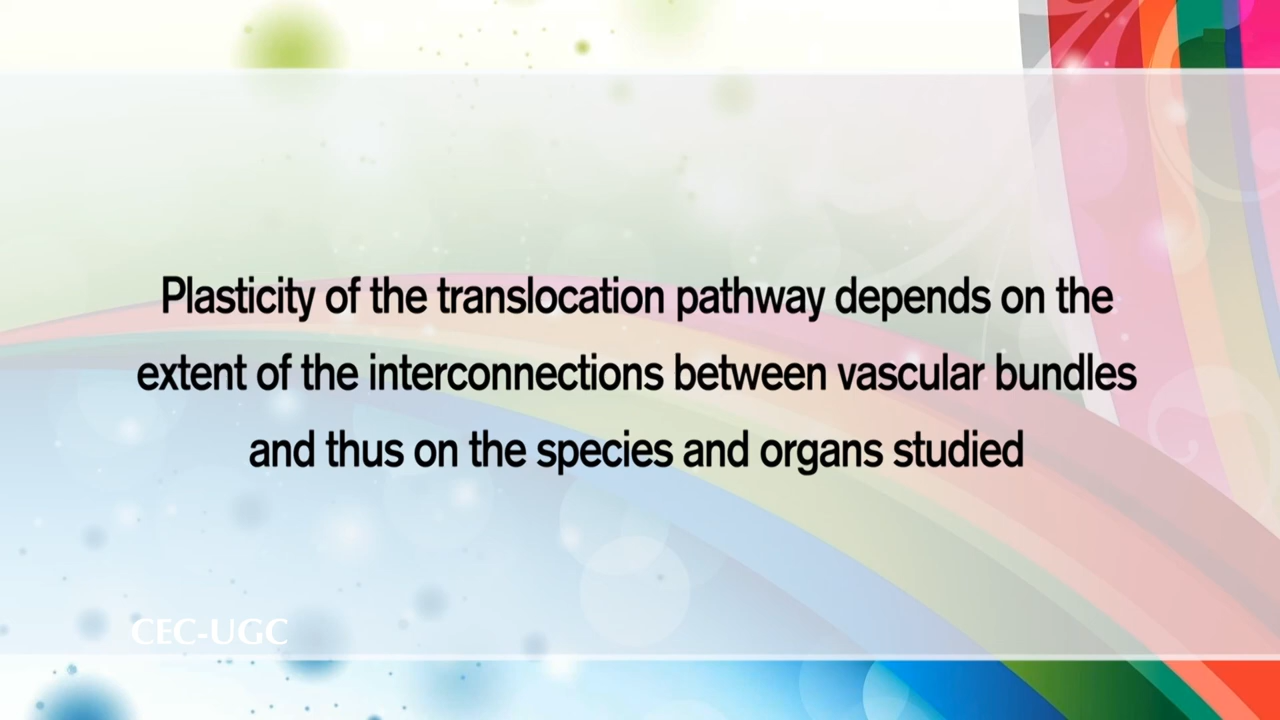 Plasticity of the translocation pathway depends on the
extent of the interconnections between vascular bundles
and thus on the species and organs studied
CEC-UGC